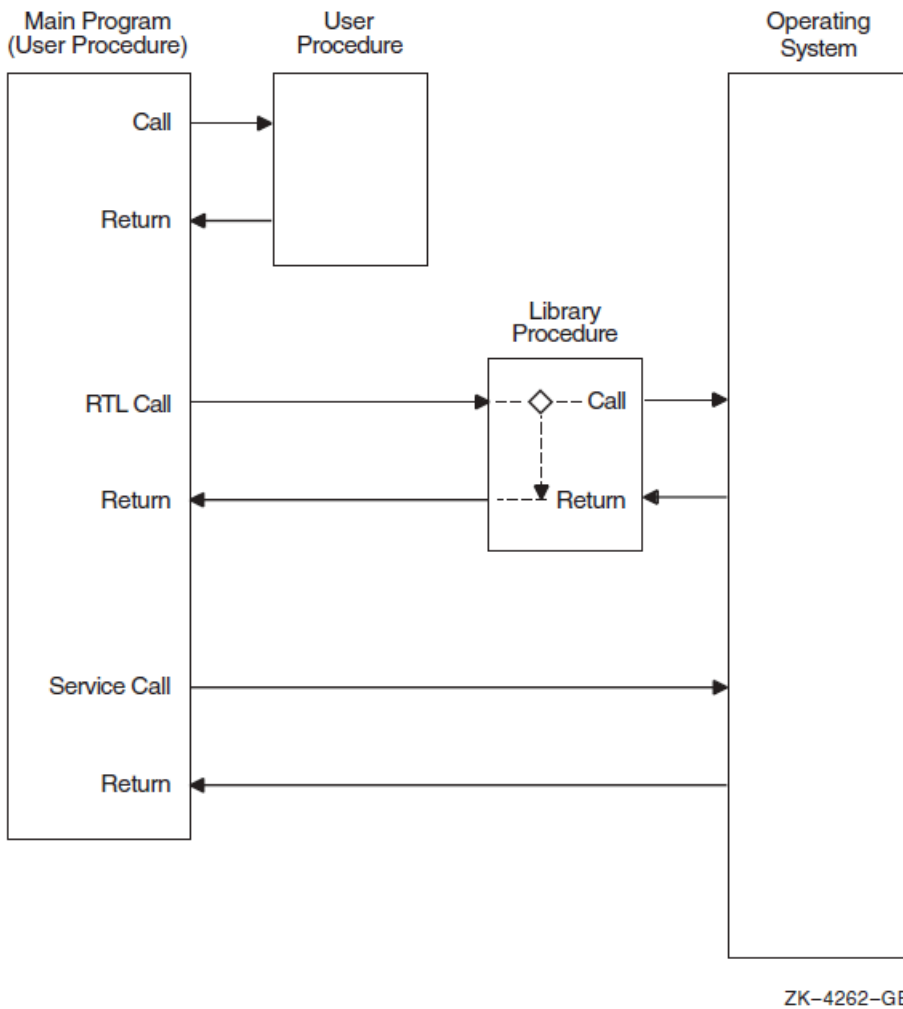 Main Program
(User Procedure)
User
Procedure
Operating
System
Call
Return
Library
Procedure
RTL Call
Call
Return
Return
Service Call
Return
ZK–4262–GE